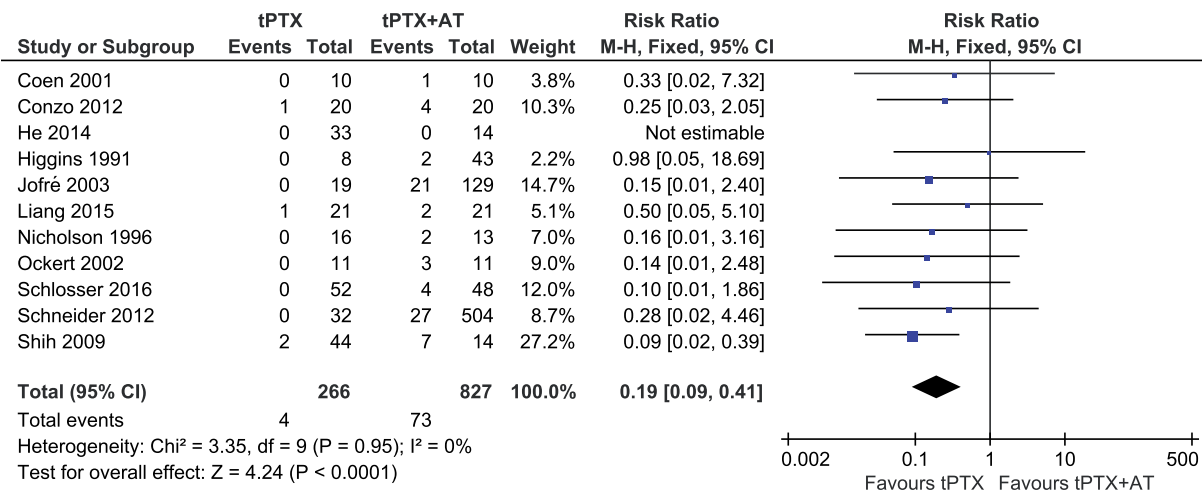 tPTX tPTX+AT Risk Ratio Risk Ratio
Study or Subgroup Events Total Events Total Weight M-H, Fixed, 95% CI M-H, Fixed, 95% CI
Coen 2001 0 10 1 10 3.8% 0.33 [0.02, 7.32]
Conzo 2012 1 20 4 20 10.3% 0.25 [0.03, 2.05]
He 2014 0 33 0 14 Not estimable
Higgins 1991 0 8 2 43 2.2% 0.98 [0.05, 18.69]
Jofré 2003 0 19 21 129 14.7% 0.15 [0.01, 2.40]
Liang 2015 1 21 2 21 5.1% 0.50 [0.05, 5.10]
Nicholson 1996 0 16 2 13 7.0% 0.16 [0.01, 3.16]
Ockert 2002 0 11 3 11 9.0% 0.14 [0.01, 2.48]
Schlosser 2016 0 52 4 48 12.0% 0.10 [0.01, 1.86]
Schneider 2012 0 32 27 504 8.7% 0.28 [0.02, 4.46]
Shih 2009 2 44 7 14 27.2% 0.09 [0.02, 0.39]
Total (95% CI) 266 827 100.0% 0.19 [0.09, 0.41]
Total events 4 73
Heterogeneity: Chi² = 3.35, df = 9 (P = 0.95); I² = 0%
Test for overall effect: Z = 4.24 (P < 0.0001)
0.002 0.1 1 10 500
Favours tPTX Favours tPTX+AT